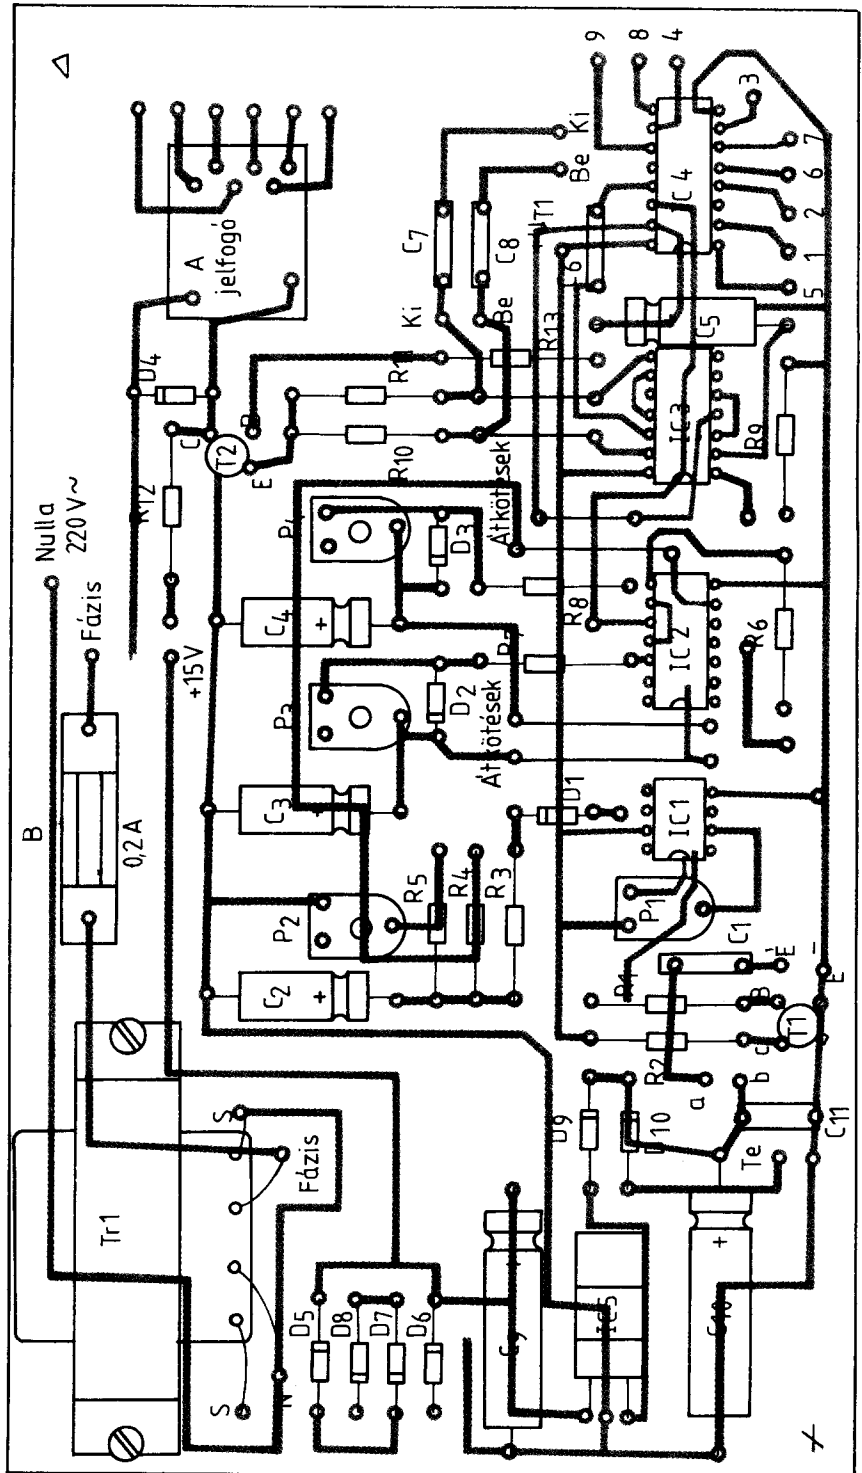 Nulla
220 V~
Fázis
B
0,2 A
Tr1
S
S
N
Fázis
+15V
R12
D4
A
jelfogó
C
T2
B
E
P4
P3
P2
C4
+
C3
+
C2
+
D3
D2
R10
Átkötések
Átkötések
R5
R4
R3
D5
D8
D7
D6
Ki
Be
C7
C8
Ki
Be
R13
R8
D1
C5
IC3
IC2
IC1
IC4
9
8
4
3
7
6
2
1
5
R9
R6
P1
C1
É
-
E
R2
B
c
T1
a
b
Te
C11
D9
IC5
C10
+